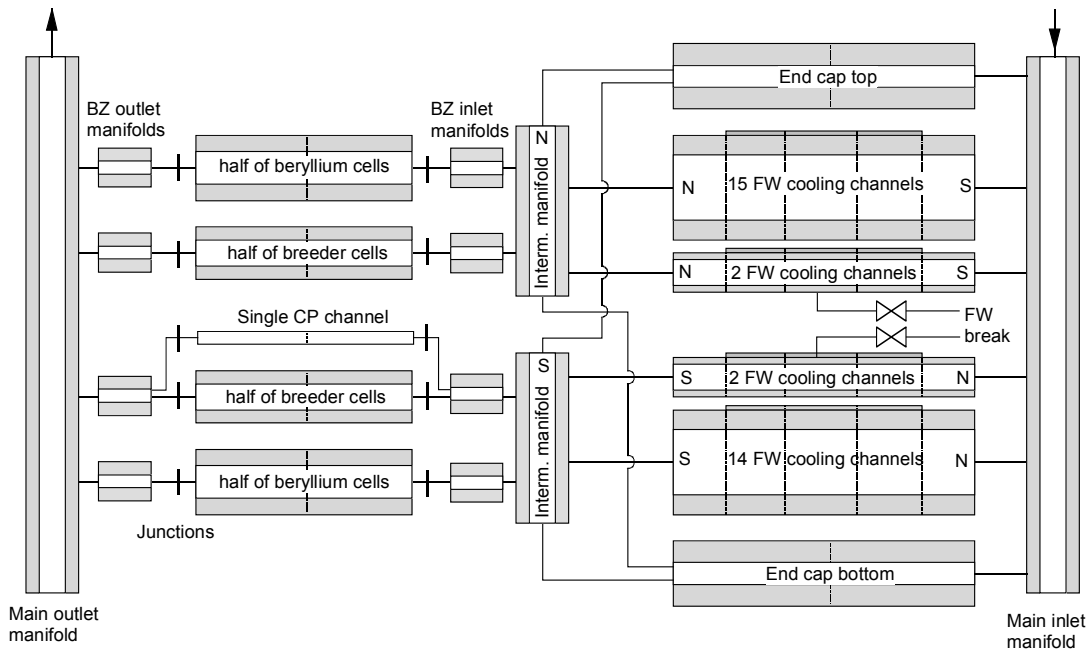 End cap top
BZ outlet
manifolds
BZ inlet
manifolds
N
Interm. manifold
half of beryllium cells
N
15 FW cooling channels
S
half of breeder cells
N
2 FW cooling channels
S
FW
break
Single CP channel
S
Interm. manifold
S
2 FW cooling channels
N
half of breeder cells
S
14 FW cooling channels
N
half of beryllium cells
Junctions
End cap bottom
Main outlet
manifold
Main inlet
manifold